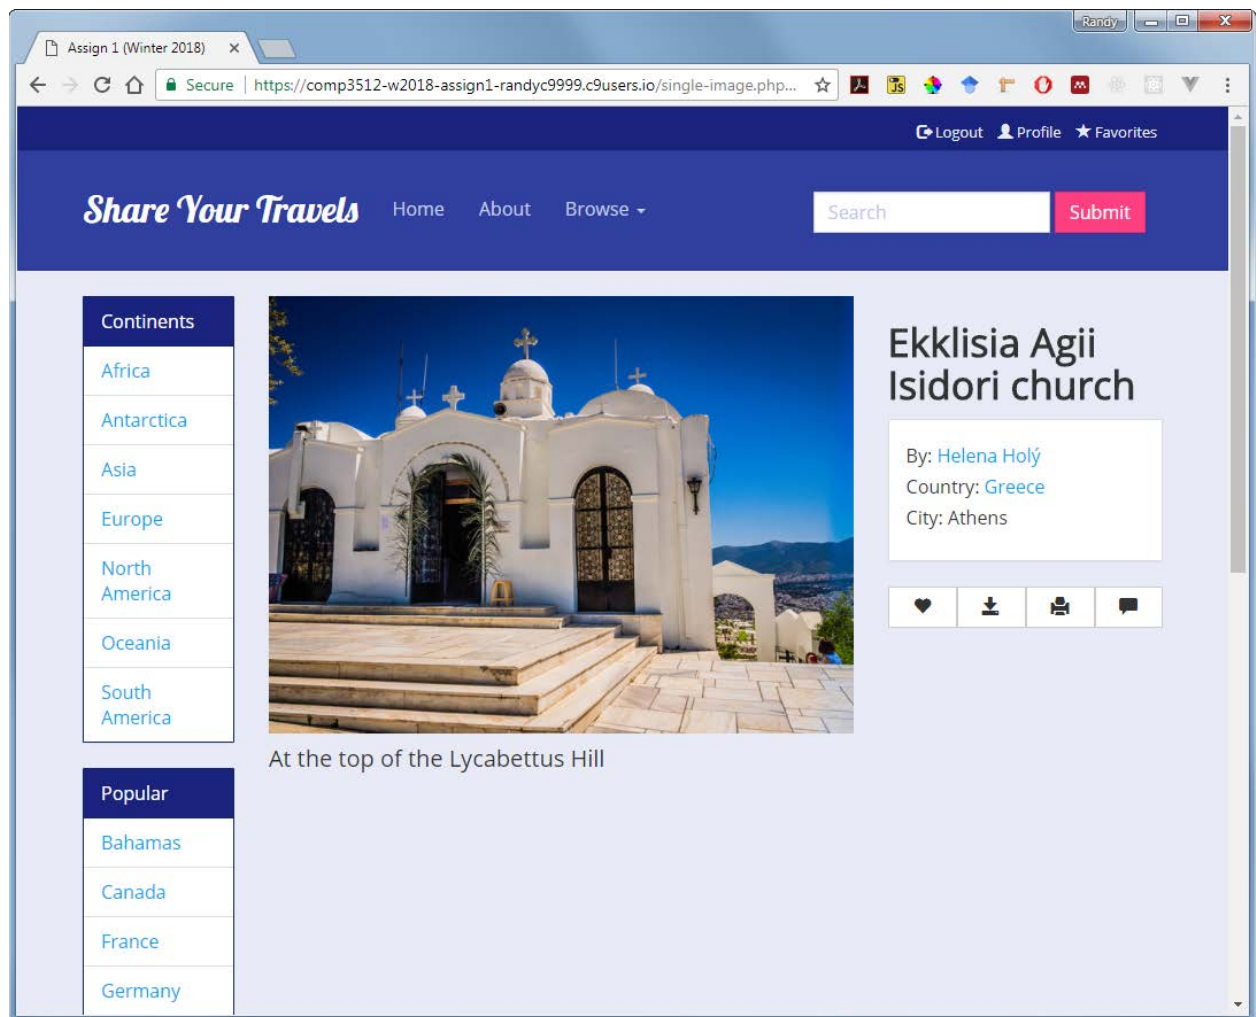 Randy
Assign 1 (Winter 2018)
Secure https://comp3512-w2018-assign1-randyc9999.c9users.io/single-image.php...
JS
Logout Profile Favorites
Share Your Travels Home About Browse Search Submit
Continents
Africa
Antarctica
Asia
Europe
North
America
Oceania
South
America
Popular
Bahamas
Canada
France
Germany
At the top of the Lycabettus Hill
Ekklisia Agii
Isidori church
By: Helena Holý
Country: Greece
City: Athens